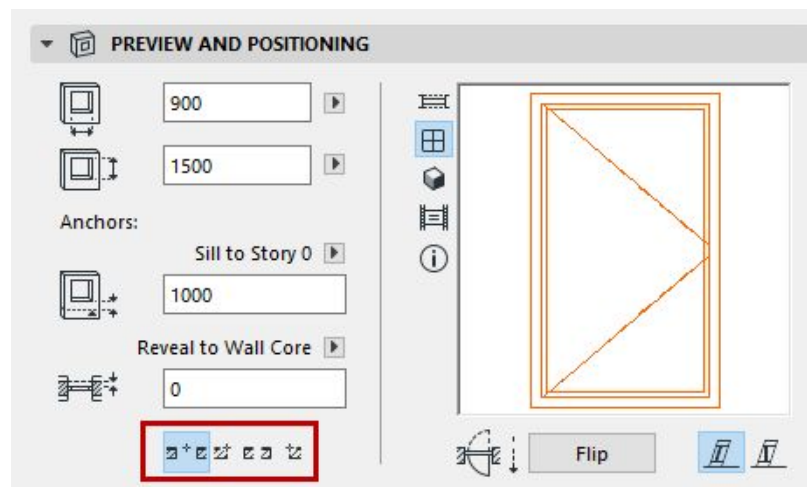 PREVIEW AND POSITIONING
900
1500
Anchors:
Sill to Story 0
1000
Reveal to Wall Core
0
Flip